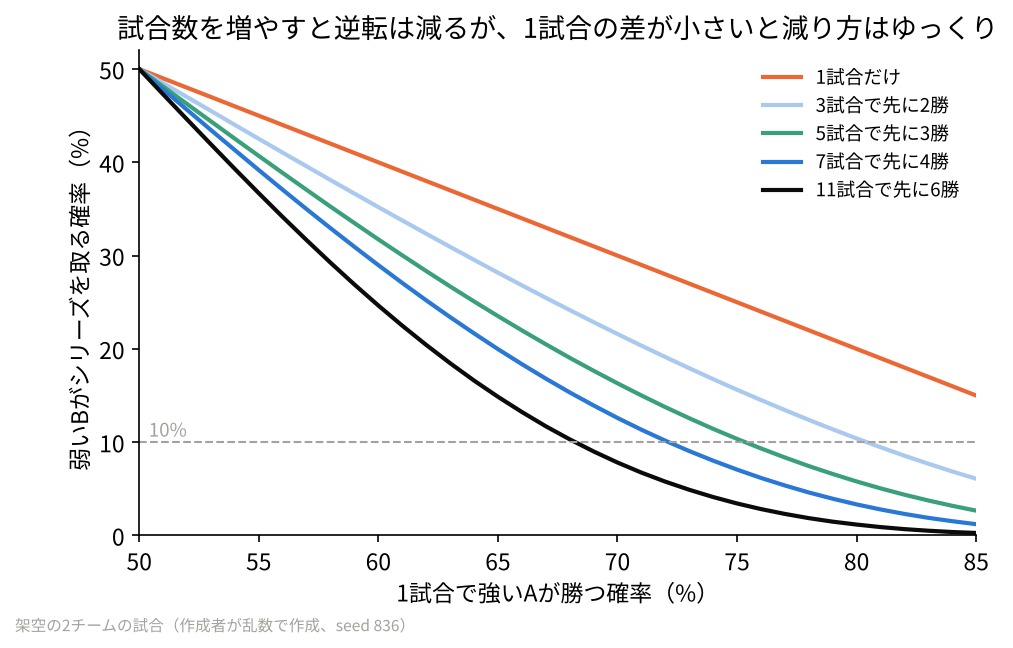 試合数を増やすと逆転は減るが、1試合の差が小さいと減り方はゆっくり
弱いBがシリーズを取る確率（%）
50
40
30
20
10
0
10%
1試合だけ
3試合で先に2勝
5試合で先に3勝
7試合で先に4勝
11試合で先に6勝
50 55 60 65 70 75 80 85
1試合で強いAが勝つ確率（%）
架空の2チームの試合（作成者が乱数で作成、seed 836）